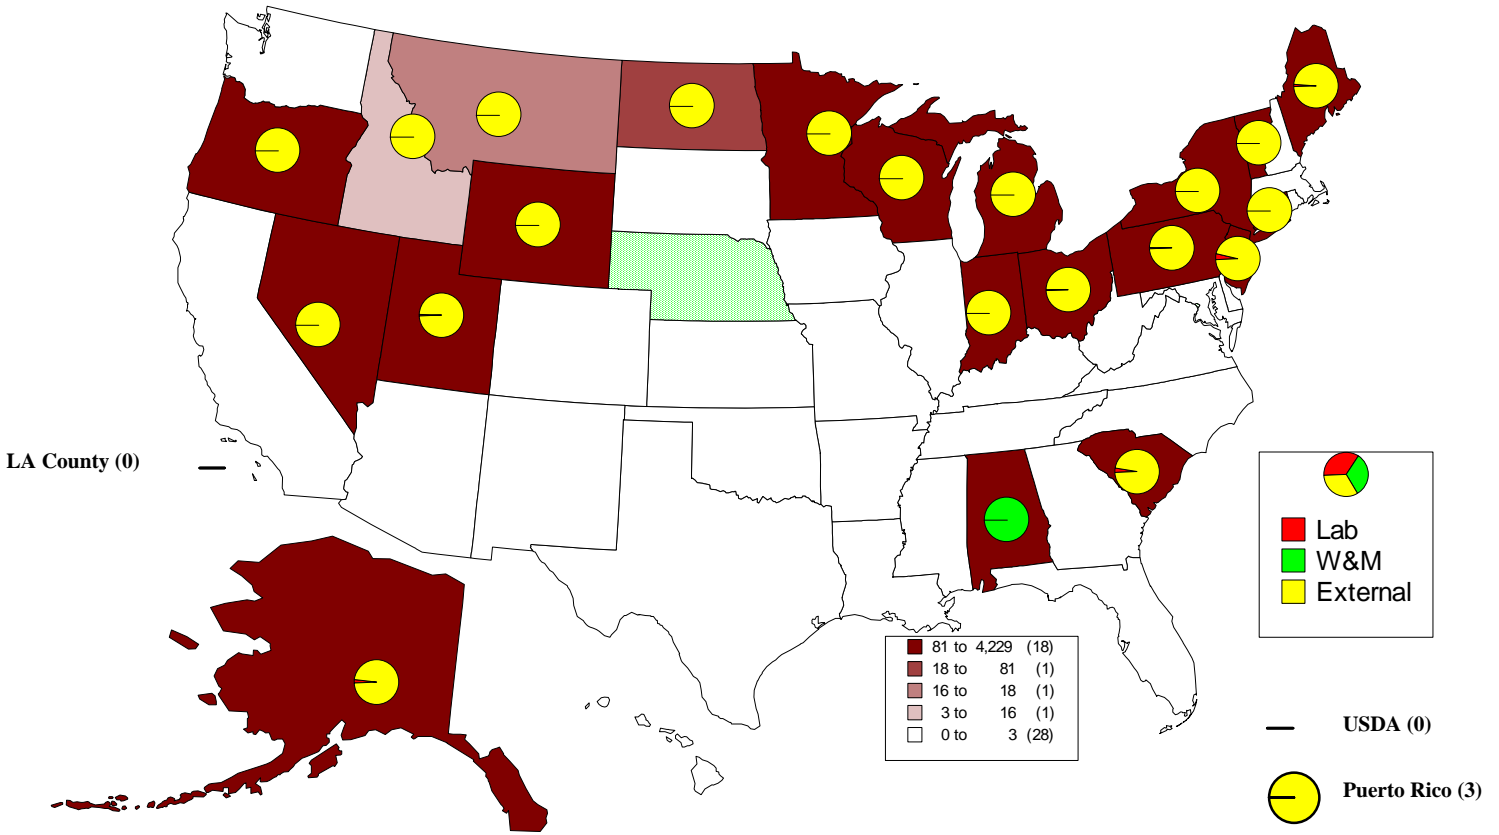 LA County (0)
Lab
W&M
External
81 to 4,229 (18)
18 to 81 (1)
16 to 18 (1)
3 to 16 (1)
0 to 3 (28)
USDA (0)
Puerto Rico (3)